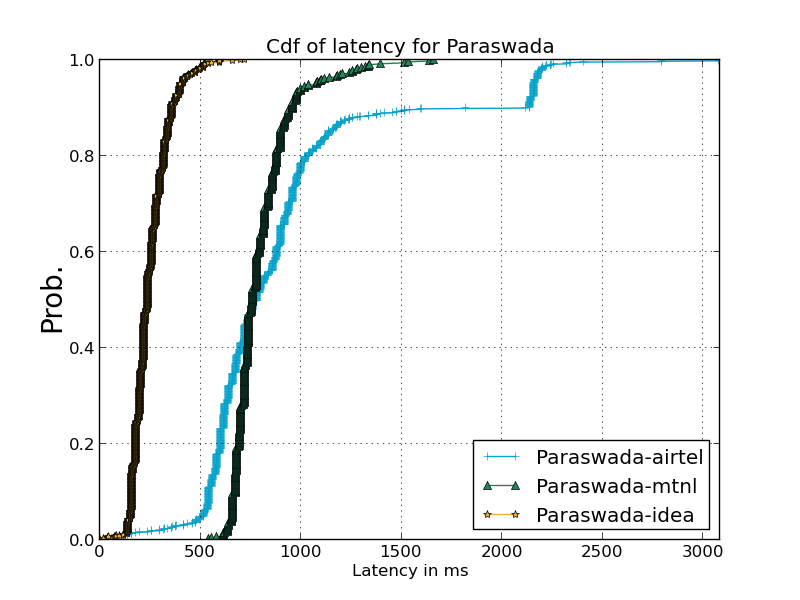 Cdf of latency for Paraswada
1.0
0.8
0.6
0.4
0.2
0.0
Prob.
0 500 1000 1500 2000 2500 3000
Latency in ms
Paraswada-airtel
Paraswada-mtnl
Paraswada-idea